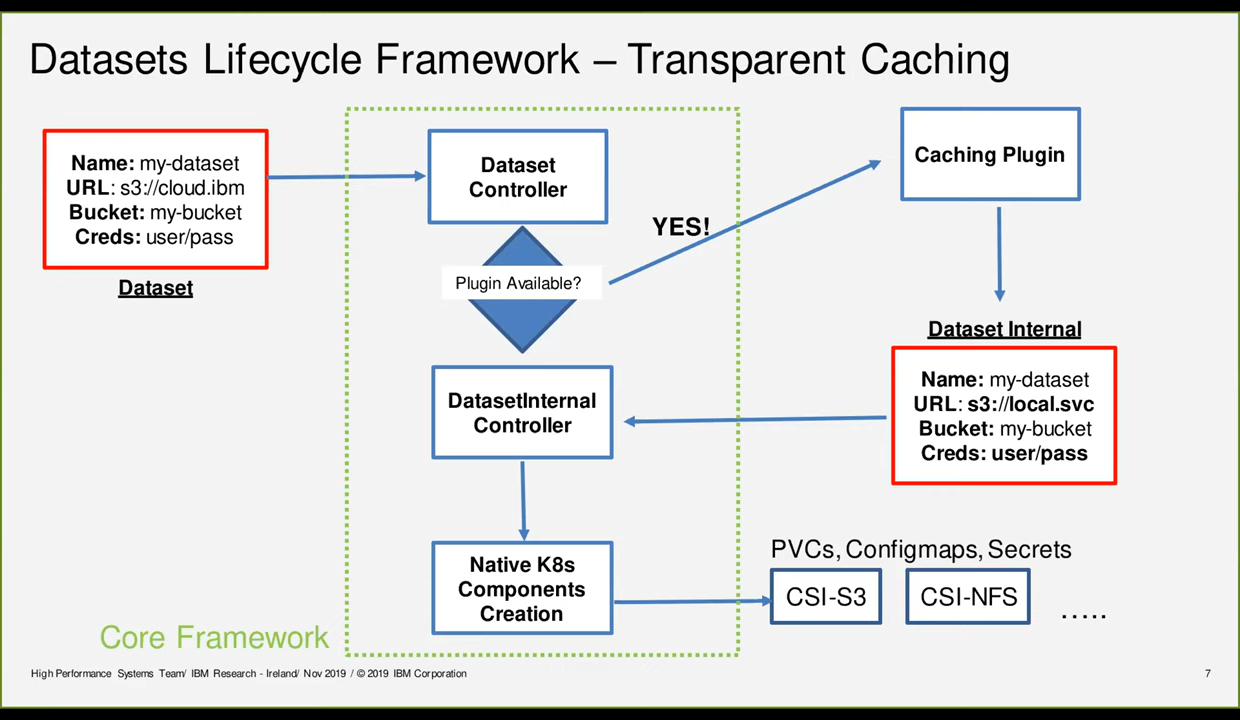 Datasets Lifecycle Framework – Transparent Caching
Name: my-dataset
URL: s3://cloud.ibm
Bucket: my-bucket
Creds: user/pass
Dataset
Dataset
Controller
Plugin Available?
YES!
Caching Plugin
Dataset Internal
Name: my-dataset
URL: s3://local.svc
Bucket: my-bucket
Creds: user/pass
DatasetInternal
Controller
Native K8s
Components
Creation
PVCs, Configmaps, Secrets
CSI-S3
CSI-NFS
.....
Core Framework
High Performance Systems Team/ IBM Research - Ireland/ Nov 2019 / © 2019 IBM Corporation
7